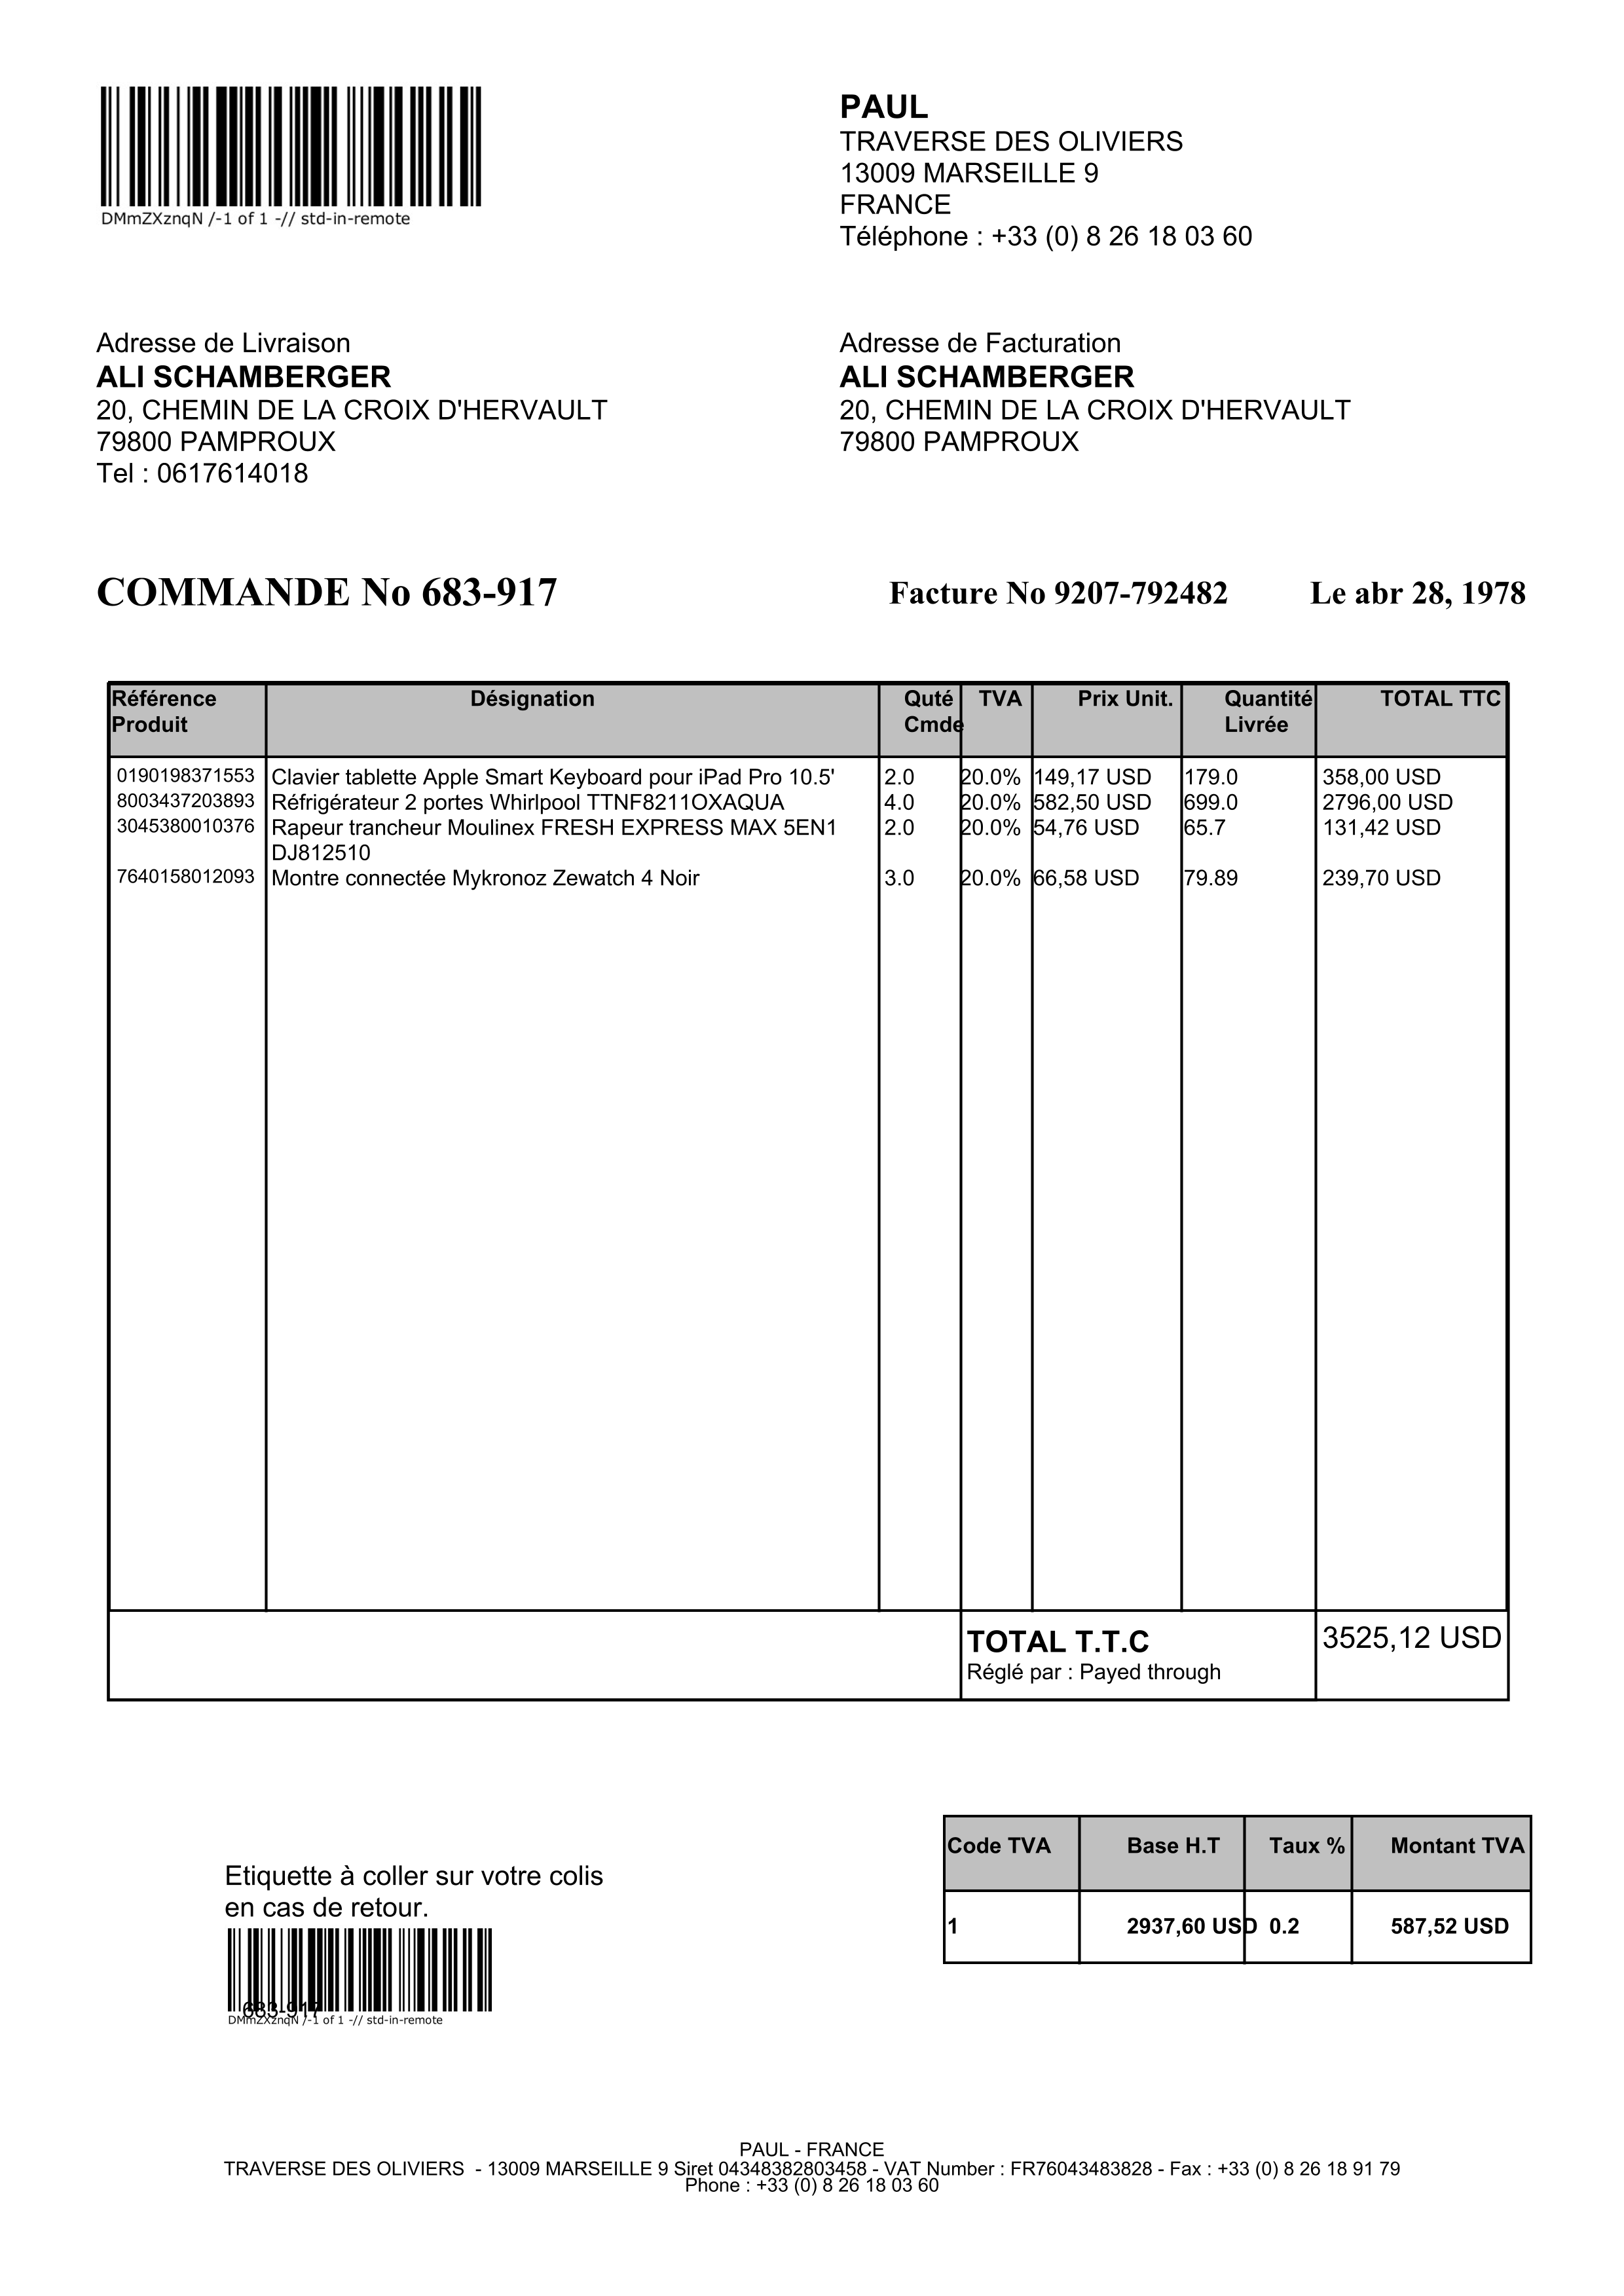 DMmZXznqN /-1 of 1 -// std-in-remote
PAUL
TRAVERSE DES OLIVIERS
13009 MARSEILLE 9
FRANCE
Téléphone : +33 (0) 8 26 18 03 60
Adresse de Livraison
ALI SCHAMBERGER
20, CHEMIN DE LA CROIX D'HERVAULT
79800 PAMPROUX
Tel : 0617614018
Adresse de Facturation
ALI SCHAMBERGER
20, CHEMIN DE LA CROIX D'HERVAULT
79800 PAMPROUX
COMMANDE No 683-917 Facture No 9207-792482 Le abr 28, 1978
Référence Désignation Quté TVA Prix Unit. Quantité TOTAL TTC
Produit Cmde Livrée
0190198371553 Clavier tablette Apple Smart Keyboard pour iPad Pro 10.5' 2.0 20.0% 149,17 USD 179.0 358,00 USD
8003437203893 Réfrigérateur 2 portes Whirlpool TTNF8211OXAQUA 4.0 20.0% 582,50 USD 699.0 2796,00 USD
3045380010376 Rapeur trancheur Moulinex FRESH EXPRESS MAX 5EN1 2.0 20.0% 54,76 USD 65.7 131,42 USD
DJ812510
7640158012093 Montre connectée Mykronoz Zewatch 4 Noir 3.0 20.0% 66,58 USD 79.89 239,70 USD
TOTAL T.T.C 3525,12 USD
Réglé par : Payed through
Code TVA Base H.T Taux % Montant TVA
1 2937,60 USD 0.2 587,52 USD
Etiquette à coller sur votre colis
en cas de retour.
683-917
DMmZXznqN /-1 of 1 -// std-in-remote
PAUL - FRANCE
TRAVERSE DES OLIVIERS - 13009 MARSEILLE 9 Siret 04348382803458 - VAT Number : FR76043483828 - Fax : +33 (0) 8 26 18 91 79
Phone : +33 (0) 8 26 18 03 60